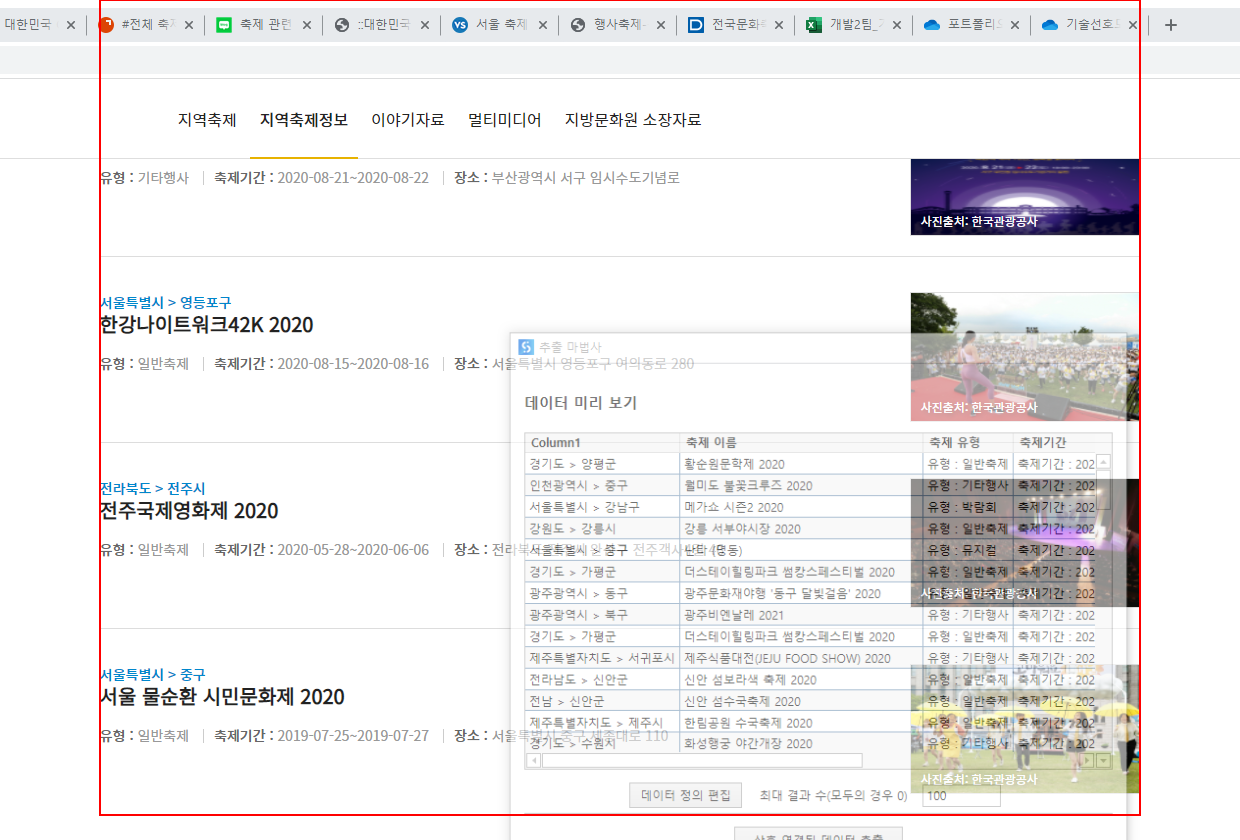 대한민국 #전체 축제 축제 관련 ::대한민국 서울 축제 행사축제- 전국문화 개발2팀_ 포트폴리오 기술선호도
지역축제 지역축제정보 이야기자료 멀티미디어 지방문화원 소장자료
유형 : 기타행사 축제기간 : 2020-08-21~2020-08-22 장소 : 부산광역시 서구 임시수도기념로
사진출처: 한국관광공사
서울특별시 > 영등포구
한강나이트워크42K 2020
유형 : 일반축제 축제기간 : 2020-08-15~2020-08-16 장소 : 서울특별시 영등포구 여의동로 280
사진출처: 한국관광공사
전라북도 > 전주시
전주국제영화제 2020
유형 : 일반축제 축제기간 : 2020-05-28~2020-06-06 장소 : 전라북도 전주시 완산구 전주객사
사진출처: 한국관광공사
서울특별시 > 중구
서울 물순환 시민문화제 2020
유형 : 일반축제 축제기간 : 2019-07-25~2019-07-27 장소 : 서울특별시 중구 세종대로 110
사진출처: 한국관광공사
추출 마법사
데이터 미리 보기
Column1 축제 이름 축제 유형 축제기간
경기도 > 양평군 황순원문학제 2020 유형 : 일반축제 축제기간 : 202
인천광역시 > 중구 월미도 불꽃크루즈 2020 유형 : 기타행사 축제기간 : 202
서울특별시 > 강남구 메가쇼 시즌2 2020 유형 : 박람회 축제기간 : 202
강원도 > 강릉시 강릉 서부야시장 2020 유형 : 일반축제 축제기간 : 202
서울특별시 > 중구 난타 (명동) 유형 : 뮤지컬 축제기간 : 202
경기도 > 가평군 더스테이힐링파크 썸캉스페스티벌 2020 유형 : 일반축제 축제기간 : 202
광주광역시 > 동구 광주문화재야행 '동구 달빛걸음' 2020 유형 : 일반축제 축제기간 : 202
광주광역시 > 북구 광주비엔날레 2021 유형 : 기타행사 축제기간 : 202
경기도 > 가평군 더스테이힐링파크 썸캉스페스티벌 2020 유형 : 일반축제 축제기간 : 202
제주특별자치도 > 서귀포시 제주식품대전(JEJU FOOD SHOW) 2020 유형 : 기타행사 축제기간 : 202
전라남도 > 신안군 신안 섬보라색 축제 2020 유형 : 일반축제 축제기간 : 202
전남 > 신안군 신안 섬수국축제 2020 유형 : 일반축제 축제기간 : 202
제주특별자치도 > 제주시 한림공원 수국축제 2020 유형 : 일반축제 축제기간 : 202
경기도 > 수원시 화성행궁 야간개장 2020 유형 : 기타행사 축제기간 : 202
데이터 정의 편집 최대 결과 수(모두의 경우 0) 100
상호 연결된 데이터 추출